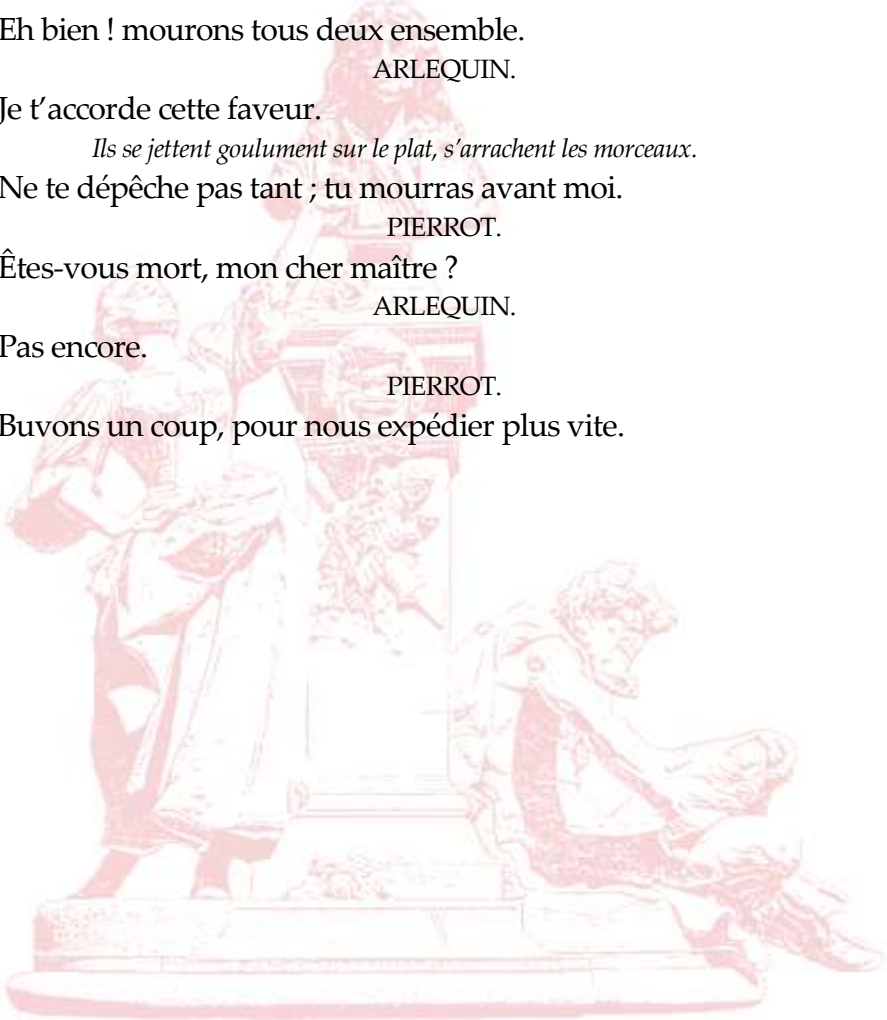 Eh bien ! mourons tous deux ensemble.
ARLEQUIN.
Je t’accorde cette faveur.
Ils se jettent goulument sur le plat, s’arrachent les morceaux.
Ne te dépêche pas tant ; tu mourras avant moi.
PIERROT.
Êtes-vous mort, mon cher maître ?
ARLEQUIN.
Pas encore.
PIERROT.
Buvons un coup, pour nous expédier plus vite.